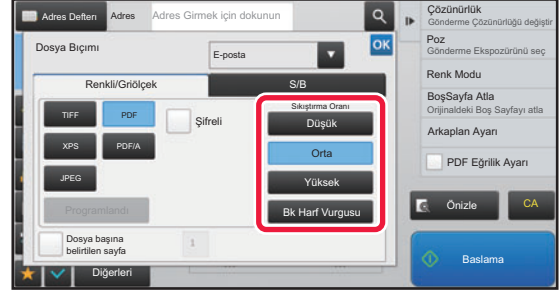 Adres Defteri
Adres
Adres Girmek için dokunun
Çözünürlük
Gönderme Çözünürlüğü değiştir
Poz
Gönderme Ekspozürünü seç
Renk Modu
BoşSayfa Atla
Orijinaldeki Boş Sayfayı atla
Arkaplan Ayarı
PDF Eğrilik Ayarı
Önizle
CA
Baslama
Dosya Bıçımı
E-posta
OK
Renkli/Griölçek
S/B
TIFF
PDF
Şifreli
XPS
PDF/A
JPEG
Programlandı
Sıkıştırma Oranı
Düşük
Orta
Yüksek
Bk Harf Vurgusu
Dosya başına
belirtilen sayfa
1
Diğerleri